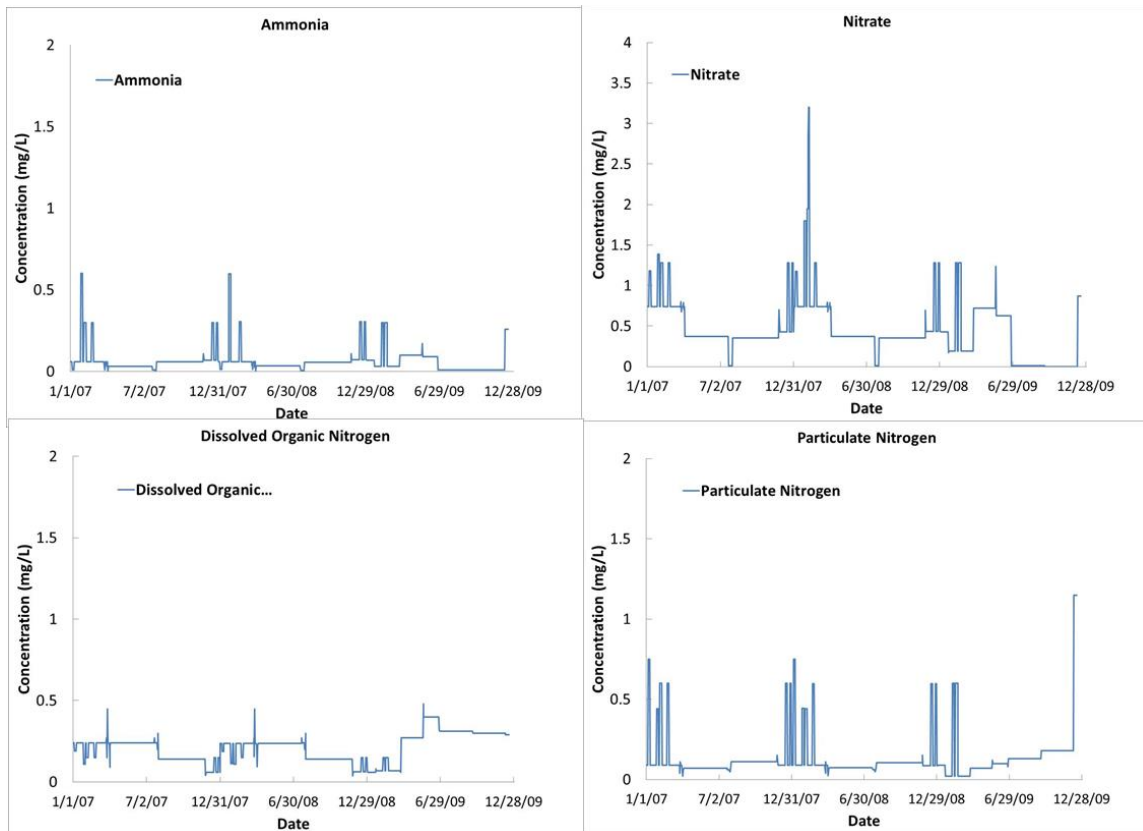 Ammonia
2
1.5
1
0.5
0
Concentration (mg/L)
Ammonia
1/1/07 7/2/07 12/31/07 6/30/08 12/29/08 6/29/09 12/28/09
Date
Nitrate
4
3.5
3
2.5
2
1.5
1
0.5
0
Concentration (mg/L)
Nitrate
1/1/07 7/2/07 12/31/07 6/30/08 12/29/08 6/29/09 12/28/09
Date
Dissolved Organic Nitrogen
2
1.5
1
0.5
0
Concentration (mg/L)
Dissolved Organic...
1/1/07 7/2/07 12/31/07 6/30/08 12/29/08 6/29/09 12/28/09
Date
Particulate Nitrogen
2
1.5
1
0.5
0
Concentration (mg/L)
Particulate Nitrogen
1/1/07 7/2/07 12/31/07 6/30/08 12/29/08 6/29/09 12/28/09
Date